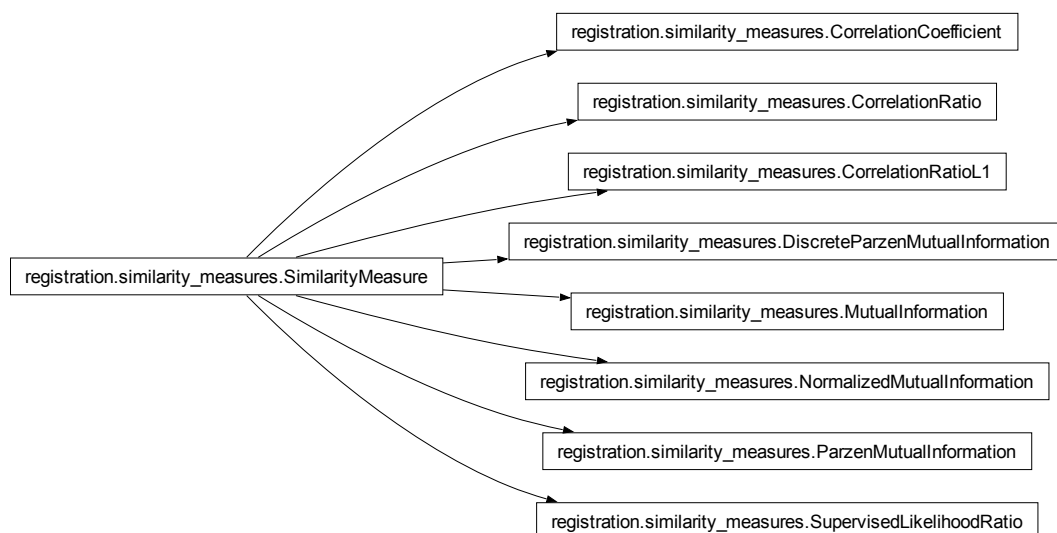 registration.similarity_measures.CorrelationCoefficient
registration.similarity_measures.CorrelationRatio
registration.similarity_measures.CorrelationRatioL1
registration.similarity_measures.DiscreteParzenMutualInformation
registration.similarity_measures.SimilarityMeasure
registration.similarity_measures.MutualInformation
registration.similarity_measures.NormalizedMutualInformation
registration.similarity_measures.ParzenMutualInformation
registration.similarity_measures.SupervisedLikelihoodRatio